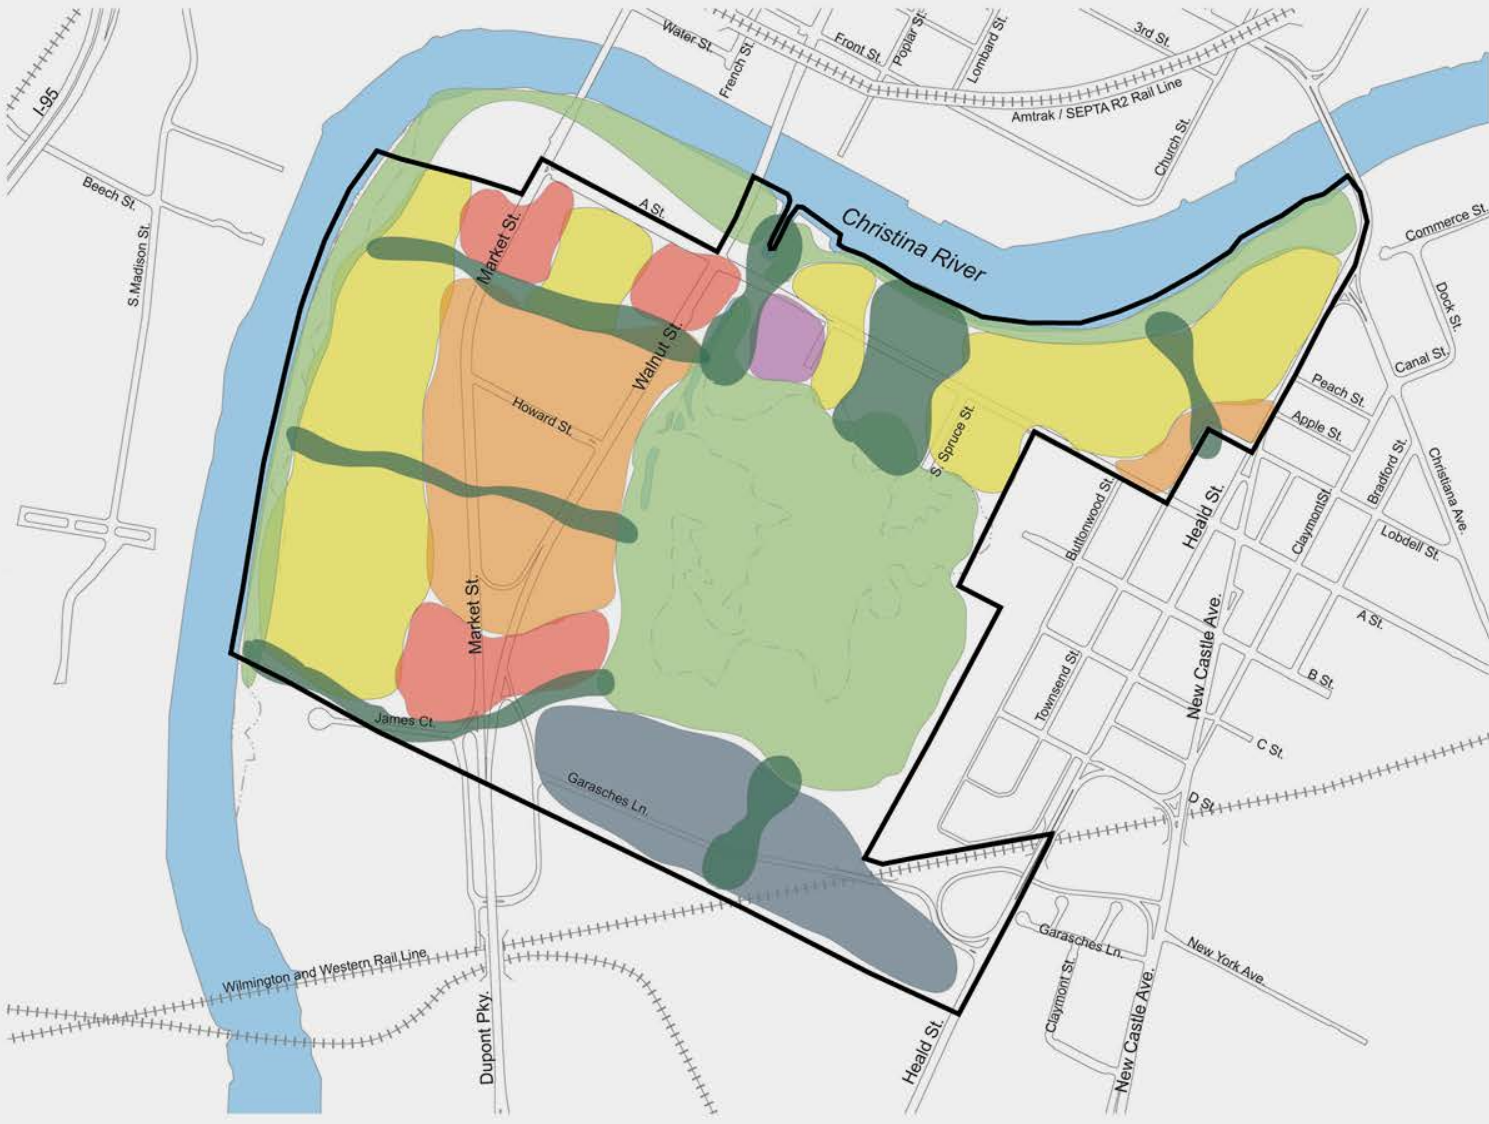 I-95
Water St.
French St.
Front St.
Poplar St.
Lombard St.
3rd St.
Amtrak / SEPTA R2 Rail Line
Church St.
Beech St.
S.Madison St.
Market St.
A St.
Christina River
Commerce St.
Dock St.
Canal St.
Walnut St.
Howard St.
Peach St.
Apple St.
S. Spruce St.
Bradford St.
Christiana Ave.
Buttonwood St.
Heald St.
ClaymontSt.
Lobdell St.
Market St.
A St.
New Castle Ave.
B St.
Townsend St.
James Ct.
C St.
Garasches Ln.
D St.
Wilmington and Western Rail Line
Garasches Ln.
New York Ave.
Claymont St.
Dupont Pky.
Heald St.
New Castle Ave.